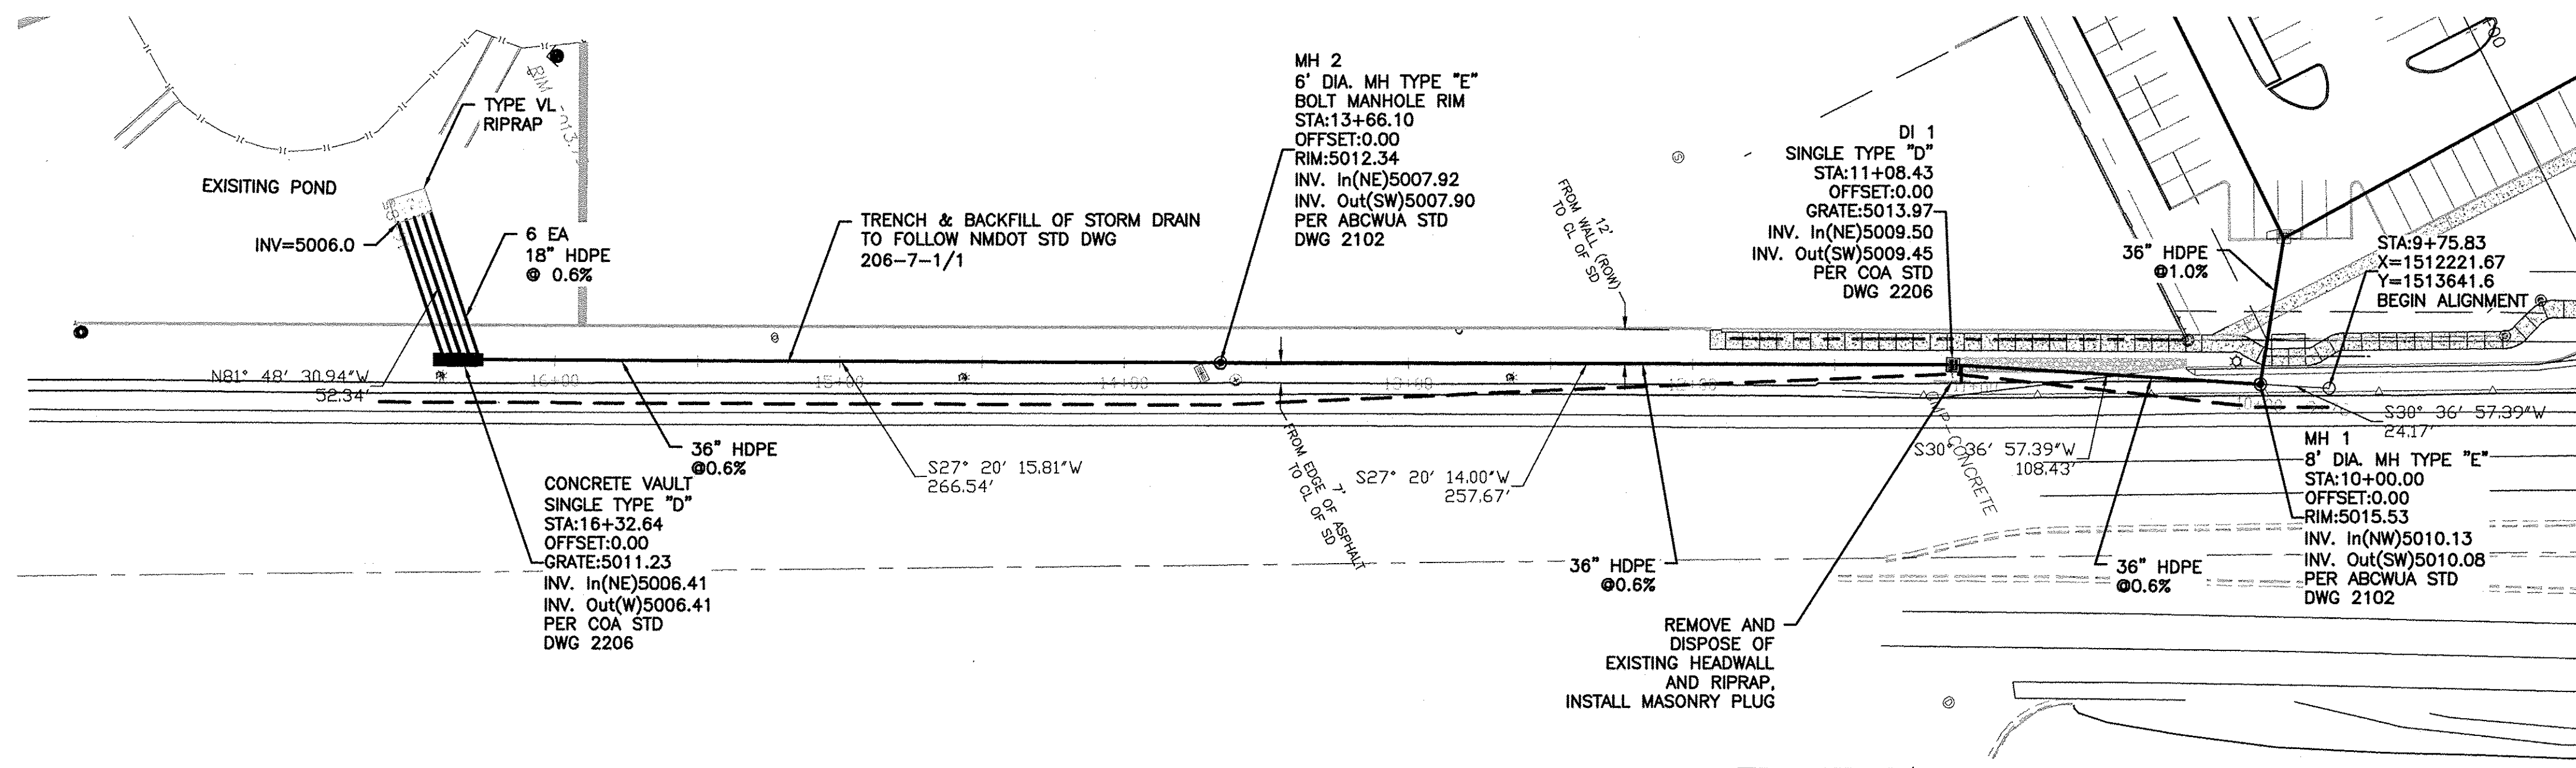 TYPE VL
RIPRAP
EXISITING POND
INV=5006.0
6 EA
18" HDPE
@ 0.6%
TRENCH & BACKFILL OF STORM DRAIN
TO FOLLOW NMDOT STD DWG
206-7-1/1
MH 2
6' DIA. MH TYPE "E"
BOLT MANHOLE RIM
STA:13+66.10
OFFSET:0.00
RIM:5012.34
INV. In(NE)5007.92
INV. Out(SW)5007.90
PER ABCWUA STD
DWG 2102
12'
FROM WALL (ROW)
TO CL OF SD
DI 1
SINGLE TYPE "D"
STA:11+08.43
OFFSET:0.00
GRATE:5013.97
INV. In(NE)5009.50
INV. Out(SW)5009.45
PER COA STD
DWG 2206
36" HDPE
@1.0%
STA:9+75.83
X=1512221.67
Y=1513641.6
BEGIN ALIGNMENT
N81° 48' 30.94"W
52.34'
16+00
15+00
14+00
13+00
36" HDPE
@0.6%
S27° 20' 15.81"W
266.54'
7'
FROM EDGE OF ASPHALT
TO CL OF SD
S27° 20' 14.00"W
257.67'
S30° 36' 57.39"W
108.43'
S30° 36' 57.39"W
24.17'
CONCRETE VAULT
SINGLE TYPE "D"
STA:16+32.64
OFFSET:0.00
GRATE:5011.23
INV. In(NE)5006.41
INV. Out(W)5006.41
PER COA STD
DWG 2206
36" HDPE
@0.6%
REMOVE AND
DISPOSE OF
EXISTING HEADWALL
AND RIPRAP,
INSTALL MASONRY PLUG
36" HDPE
@0.6%
MH 1
8' DIA. MH TYPE "E"
STA:10+00.00
OFFSET:0.00
RIM:5015.53
INV. In(NW)5010.13
INV. Out(SW)5010.08
PER ABCWUA STD
DWG 2102